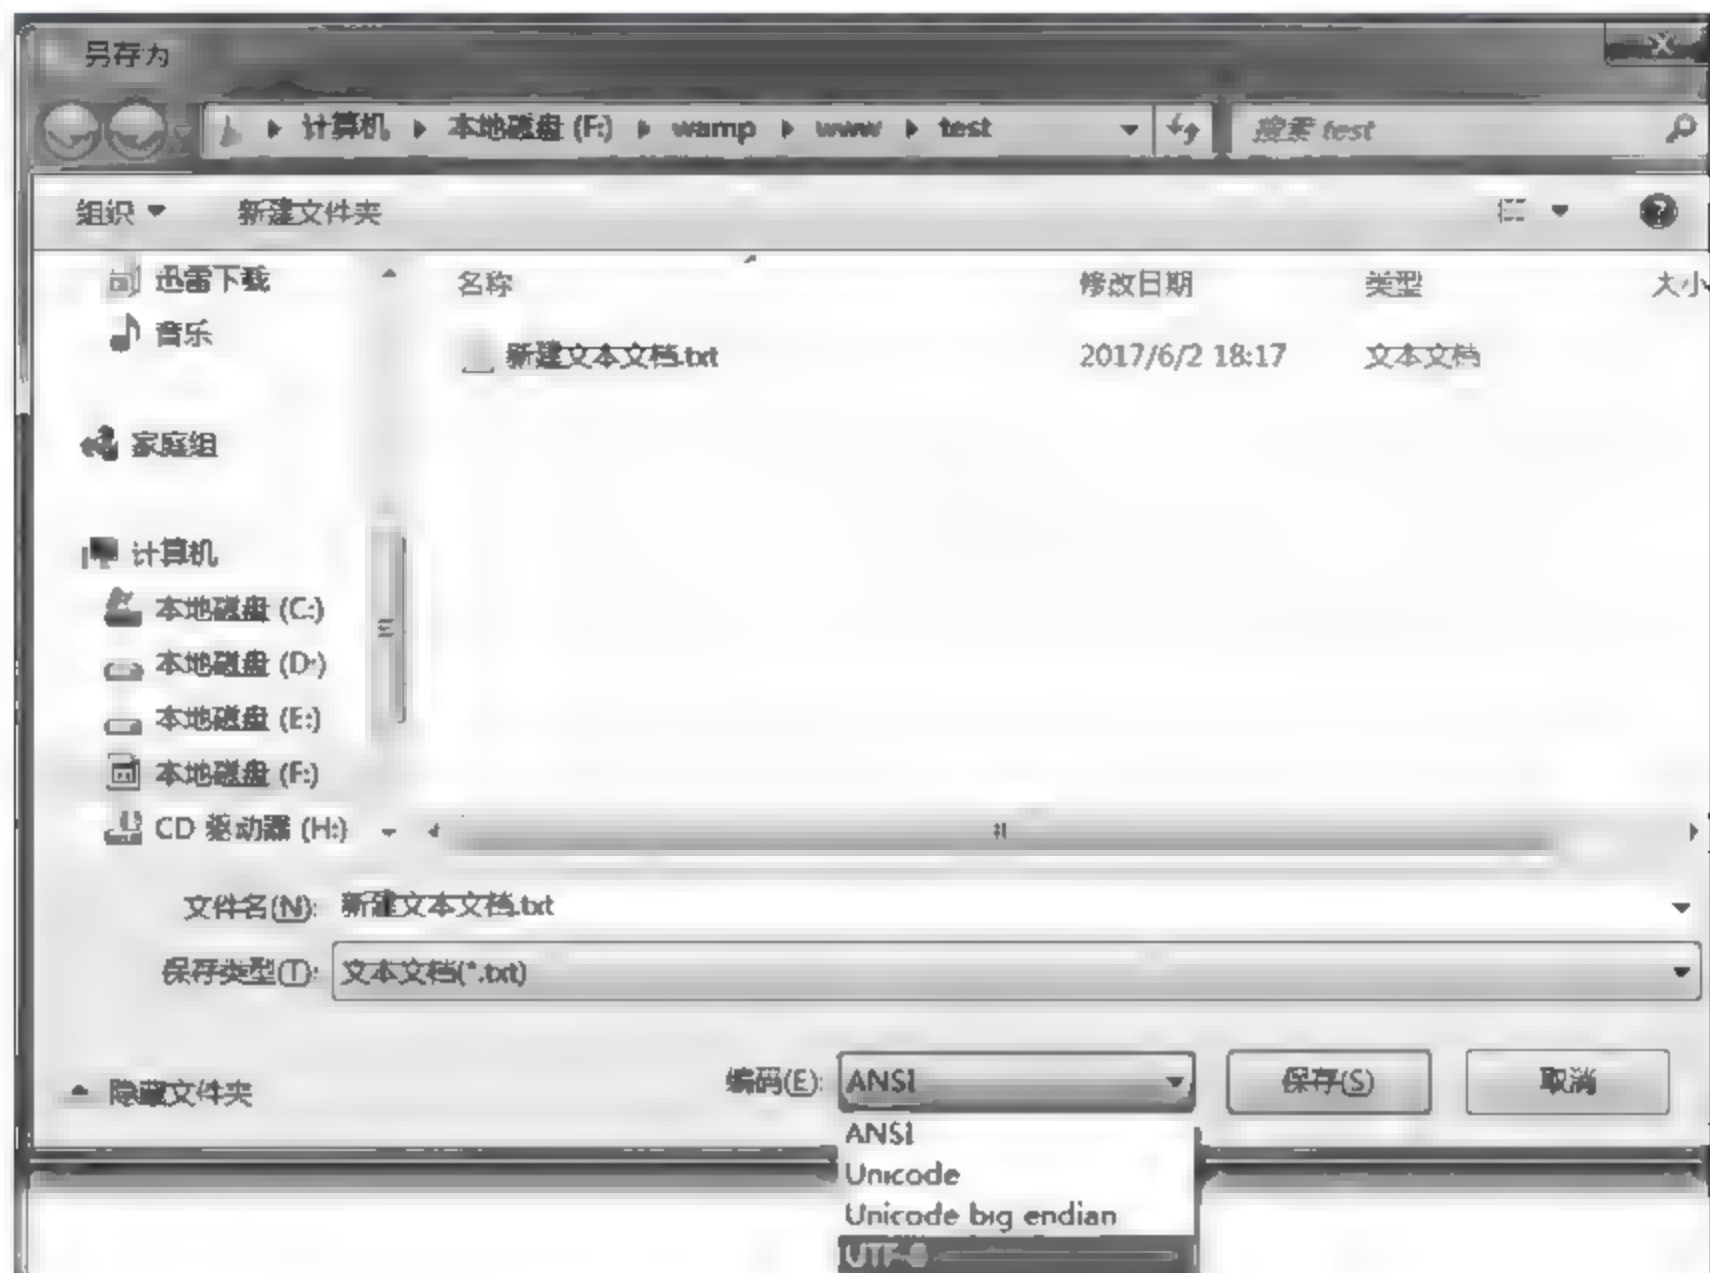 另存为
计算机 本地磁盘 (F:) wamp www test 搜索 test
组织 新建文件夹
名称 修改日期 类型 大小
迅雷下载
音乐
新建文本文档.txt 2017/6/2 18:17 文本文档
家庭组
计算机
本地磁盘 (C:)
本地磁盘 (D:)
本地磁盘 (E:)
本地磁盘 (F:)
CD 驱动器 (H:)
文件名(N): 新建文本文档.txt
保存类型(T): 文本文档(*.txt)
隐藏文件夹 编码(E): ANSI 保存(S) 取消
ANSI
Unicode
Unicode big endian
UTF-8